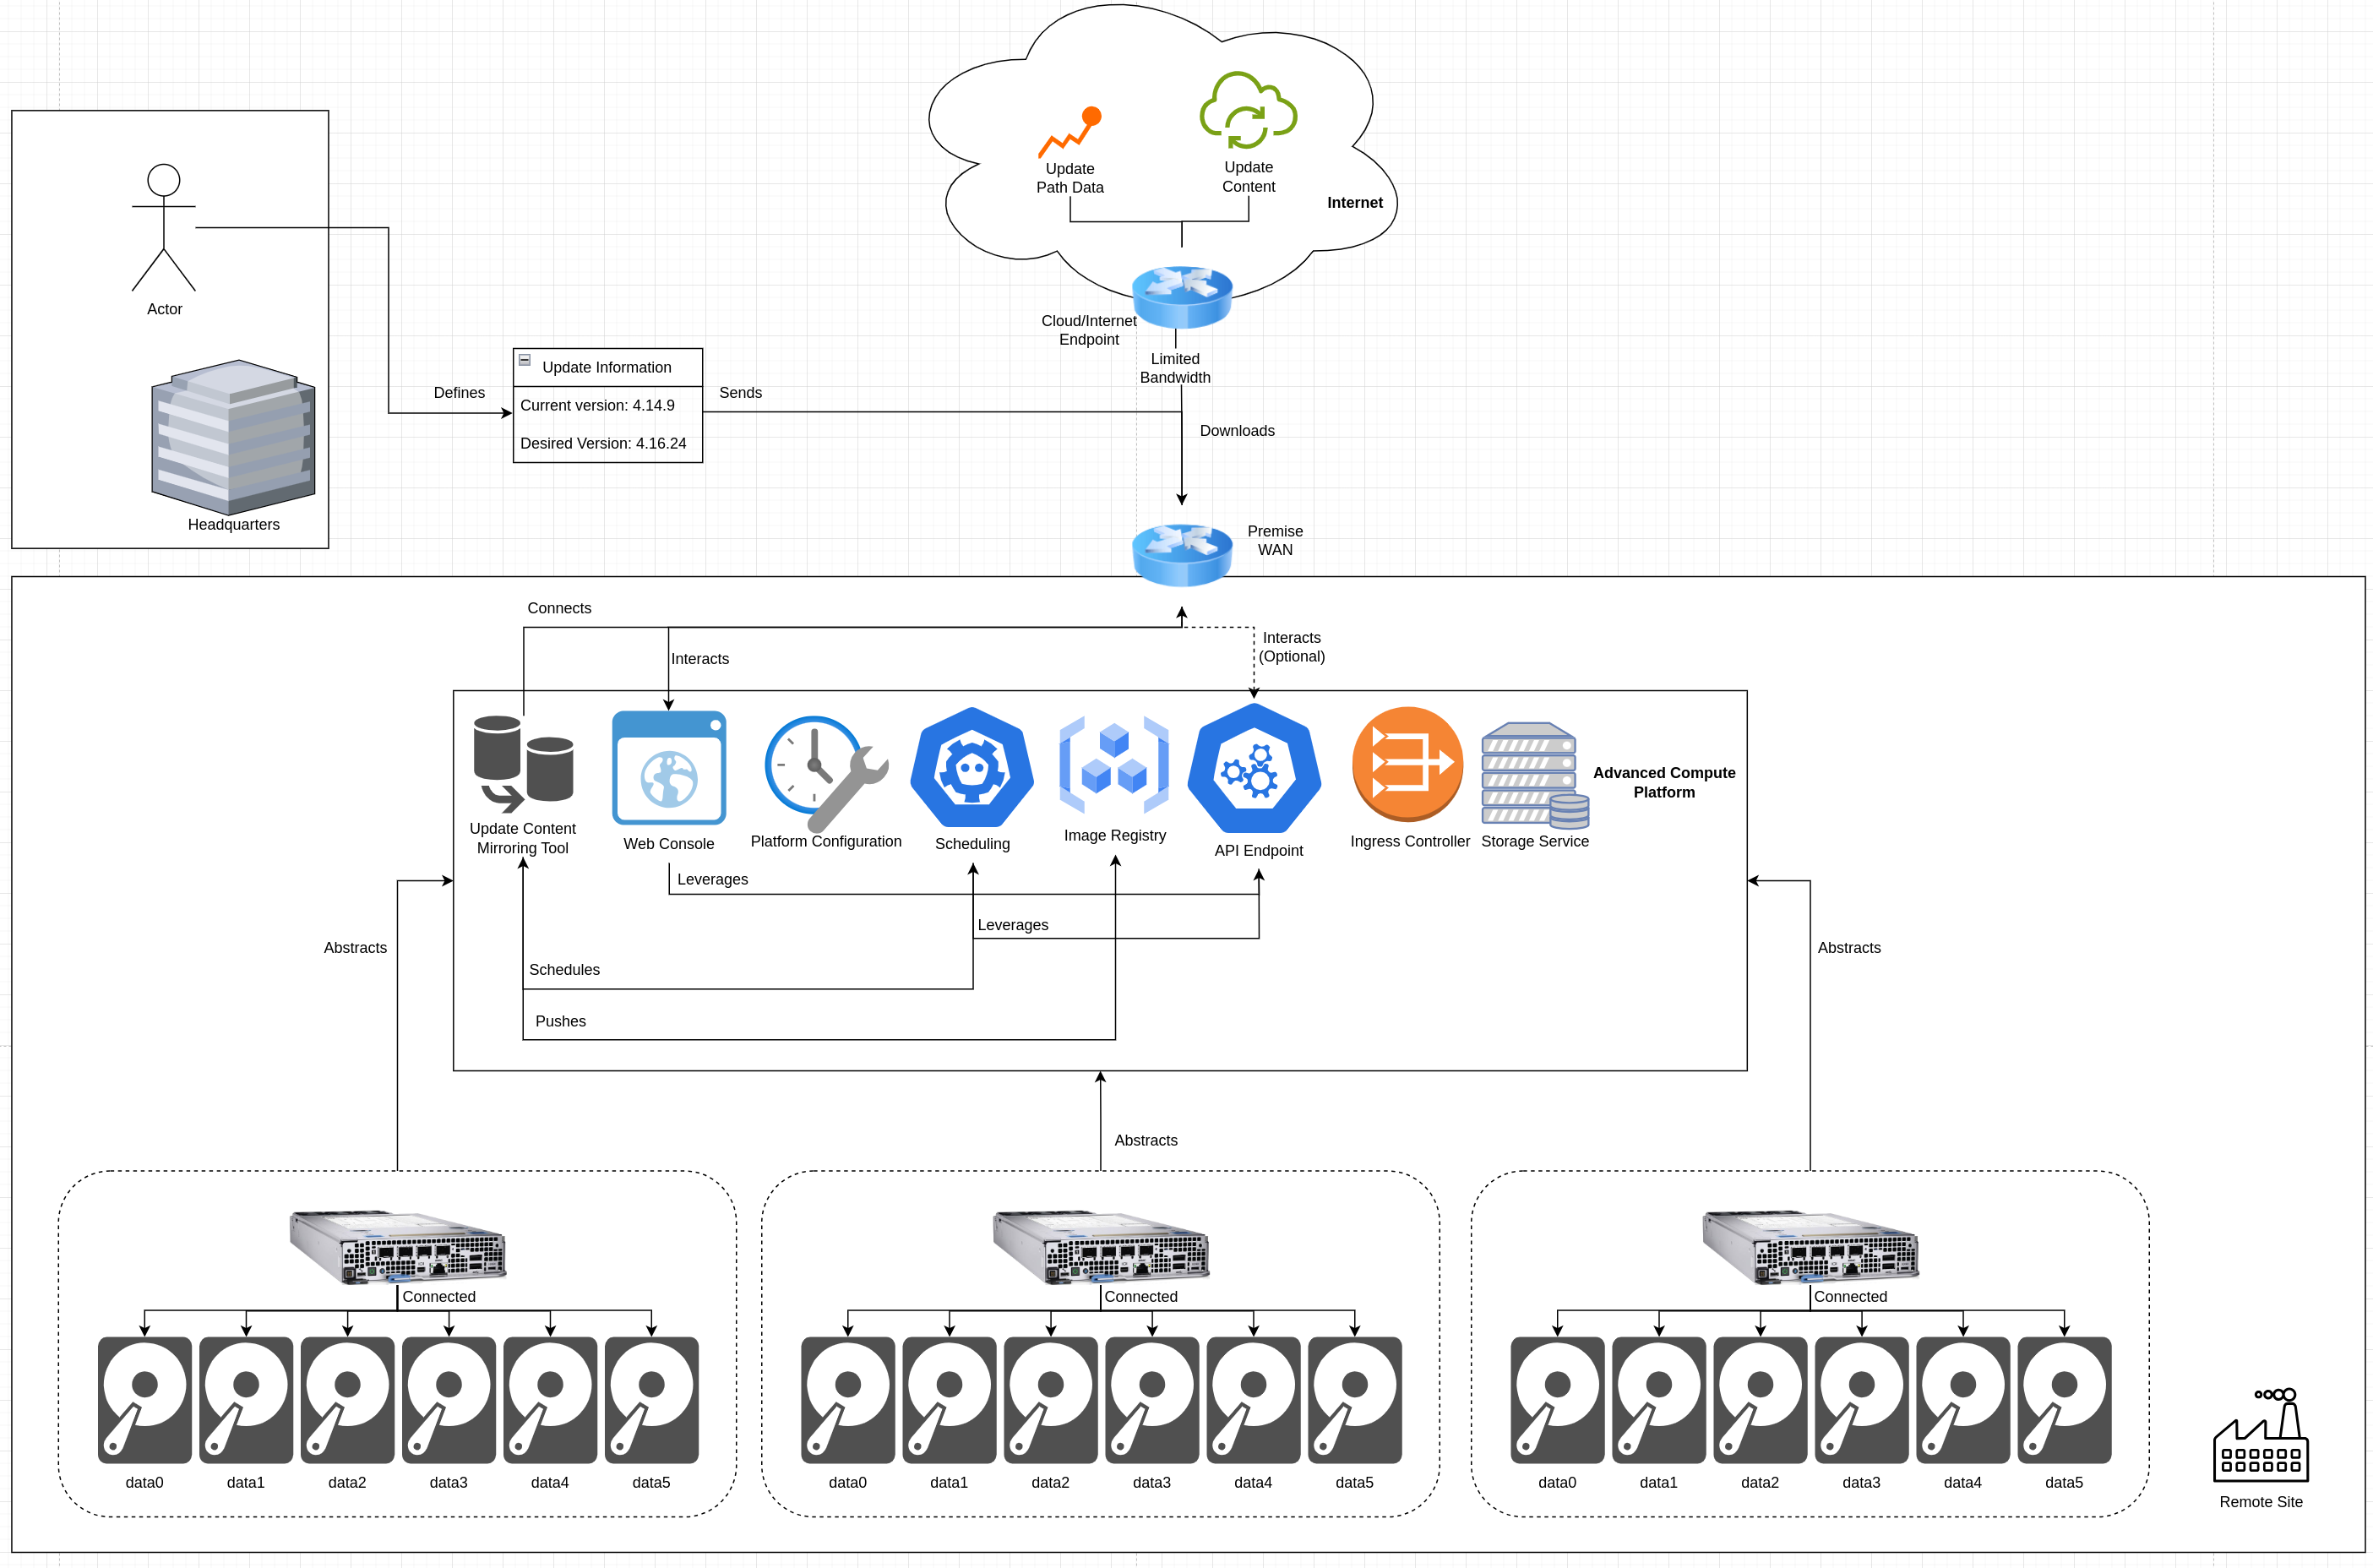 Update
Path Data
Update
Content
Internet
Actor
Cloud/Internet
Endpoint
Limited
Bandwidth
Update Information
Defines
Sends
Current version: 4.14.9
Downloads
Desired Version: 4.16.24
Headquarters
Premise
WAN
Connects
Interacts
(Optional)
Interacts
Advanced Compute
Platform
Update Content
Mirroring Tool
Web Console
Platform Configuration
Scheduling
Image Registry
API Endpoint
Ingress Controller
Storage Service
Leverages
Leverages
Abstracts
Abstracts
Schedules
Pushes
Abstracts
Connected
Connected
Connected
data0
data1
data2
data3
data4
data5
data0
data1
data2
data3
data4
data5
data0
data1
data2
data3
data4
data5
Remote Site